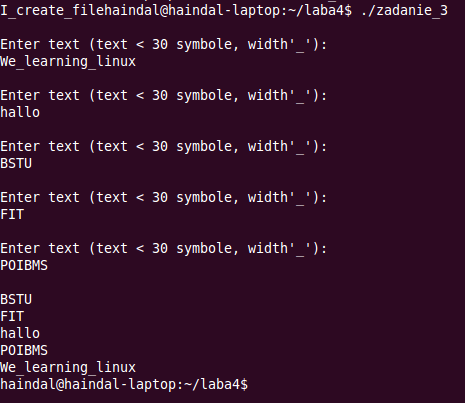 I_create_filehaindal@haindal-laptop:~/laba4$ ./zadanie_3
Enter text (text < 30 symbole, width'_'):
We_learning_linux
Enter text (text < 30 symbole, width'_'):
hallo
Enter text (text < 30 symbole, width'_'):
BSTU
Enter text (text < 30 symbole, width'_'):
FIT
Enter text (text < 30 symbole, width'_'):
POIBMS
BSTU
FIT
hallo
POIBMS
We_learning_linux
haindal@haindal-laptop:~/laba4$